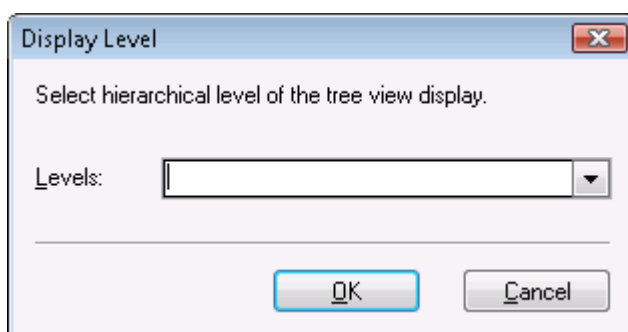 Display Level
Select hierarchical level of the tree view display.
Levels:
OK Cancel